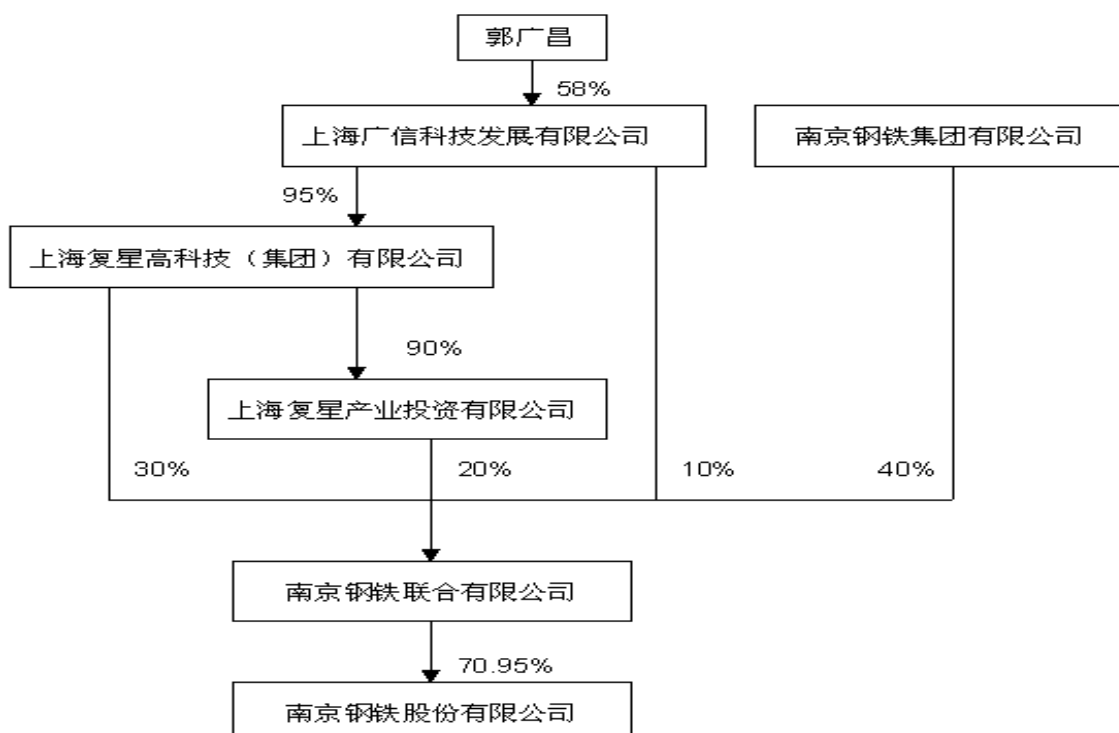 郭广昌
58%
上海广信科技发展有限公司
南京钢铁集团有限公司
95%
上海复星高科技（集团）有限公司
90%
上海复星产业投资有限公司
30%
20%
10%
40%
南京钢铁联合有限公司
70.95%
南京钢铁股份有限公司